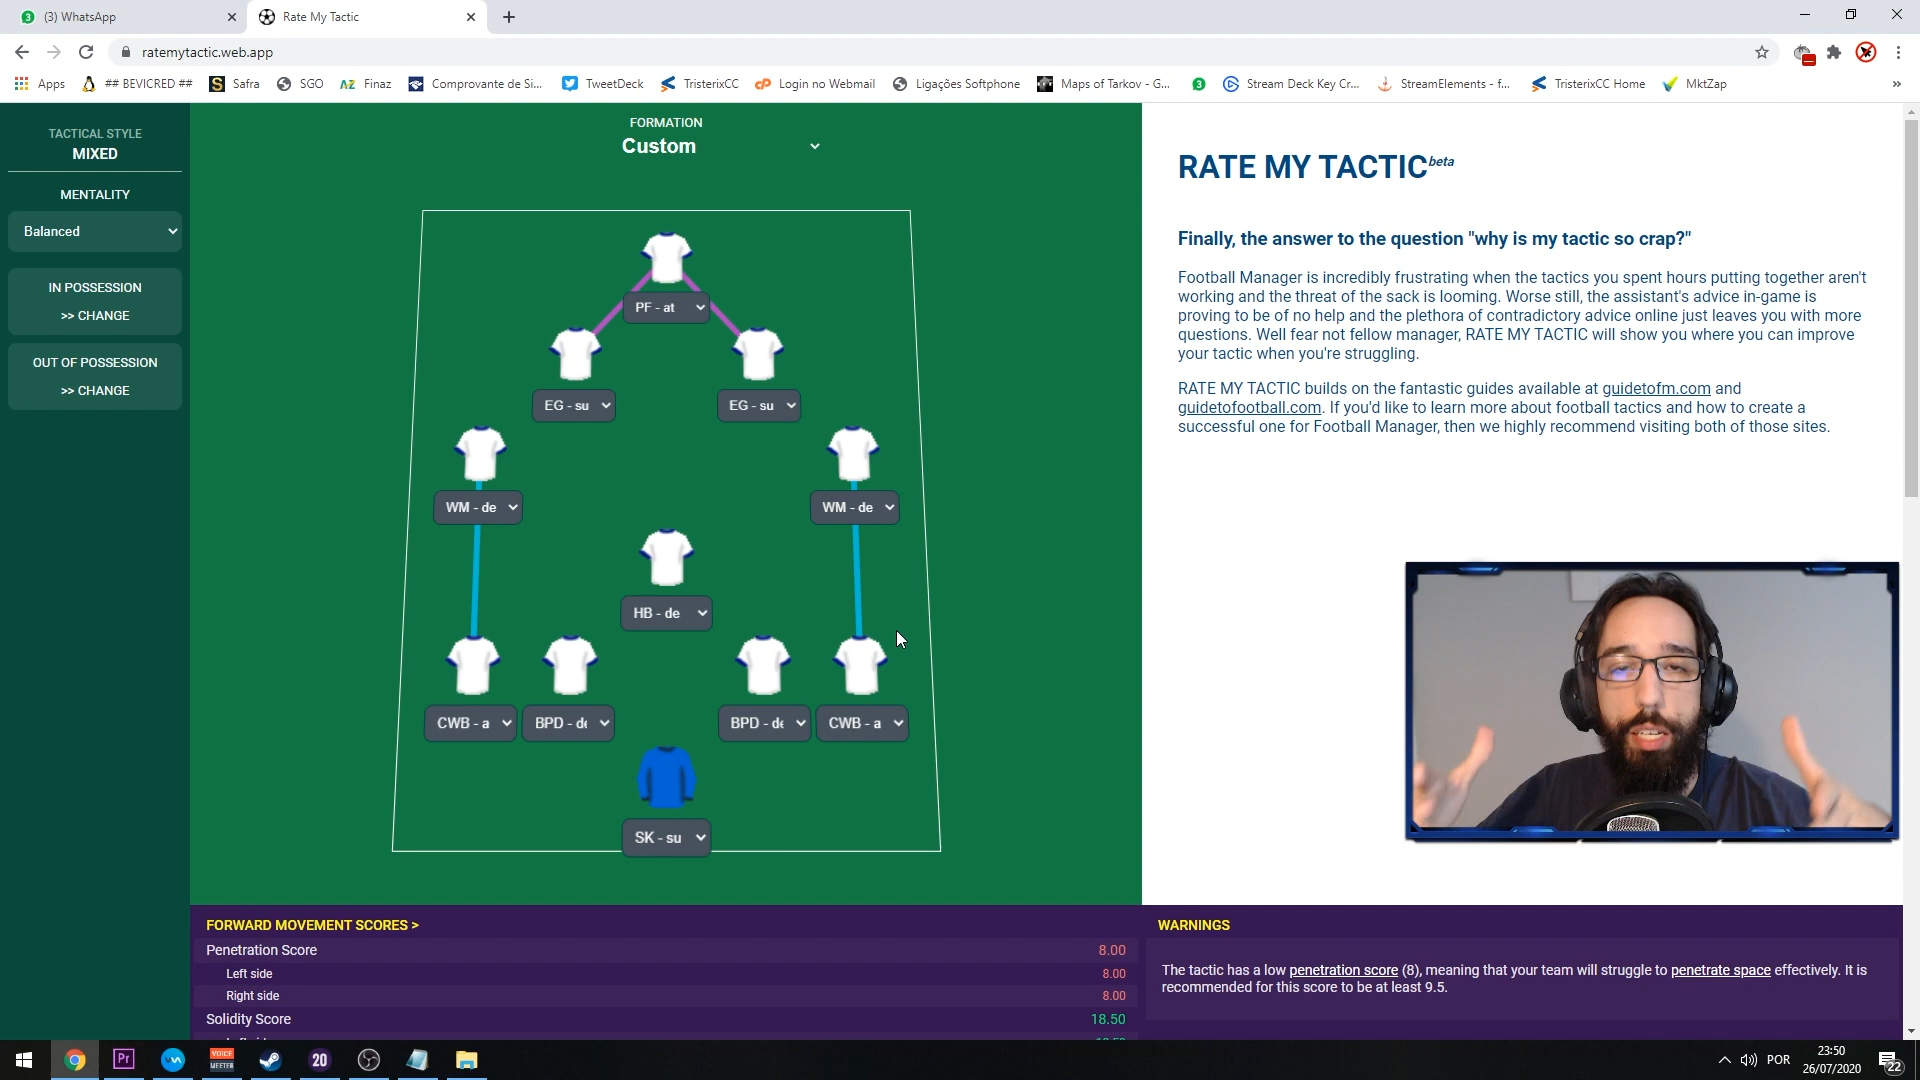 (3) WhatsApp
Rate My Tactic
ratemytactic.web.app
Apps
## BEVICRED ##
Safra
SGO
Finaz
Comprovante de Si...
TweetDeck
TristerixCC
Login no Webmail
Ligações Softphone
Maps of Tarkov - G...
Stream Deck Key Cr...
StreamElements - f...
TristerixCC Home
MktZap
TACTICAL STYLE
MIXED
MENTALITY
Balanced
IN POSSESSION
>> CHANGE
OUT OF POSSESSION
>> CHANGE
FORMATION
Custom
PF - at
EG - su
EG - su
WM - de
WM - de
HB - de
CWB - a
BPD - de
BPD - de
CWB - a
SK - su
RATE MY TACTIC beta
Finally, the answer to the question "why is my tactic so crap?"
Football Manager is incredibly frustrating when the tactics you spent hours putting together aren't
working and the threat of the sack is looming. Worse still, the assistant's advice in-game is
proving to be of no help and the plethora of contradictory advice online just leaves you with more
questions. Well fear not fellow manager, RATE MY TACTIC will show you where you can improve
your tactic when you're struggling.
RATE MY TACTIC builds on the fantastic guides available at guidetofm.com and
guidetofootball.com. If you'd like to learn more about football tactics and how to create a
successful one for Football Manager, then we highly recommend visiting both of those sites.
FORWARD MOVEMENT SCORES >
Penetration Score 8.00
Left side 8.00
Right side 8.00
Solidity Score 18.50
WARNINGS
The tactic has a low penetration score (8), meaning that your team will struggle to penetrate space effectively. It is
recommended for this score to be at least 9.5.
Pr
VOICE
MEETER
20
POR
23:50
26/07/2020
22